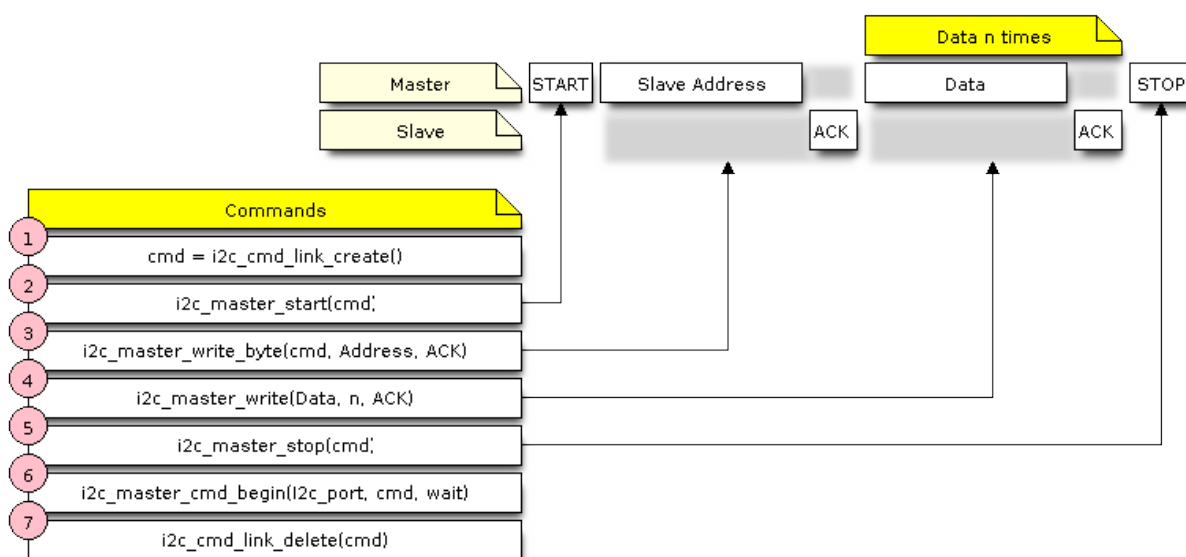 Data n times
Master START Slave Address Data STOP
Slave ACK ACK
Commands
1
cmd = i2c_cmd_link_create()
2
i2c_master_start(cmd)
3
i2c_master_write_byte(cmd, Address, ACK)
4
i2c_master_write(Data, n, ACK)
5
i2c_master_stop(cmd)
6
i2c_master_cmd_begin(I2c_port, cmd, wait)
7
i2c_cmd_link_delete(cmd)